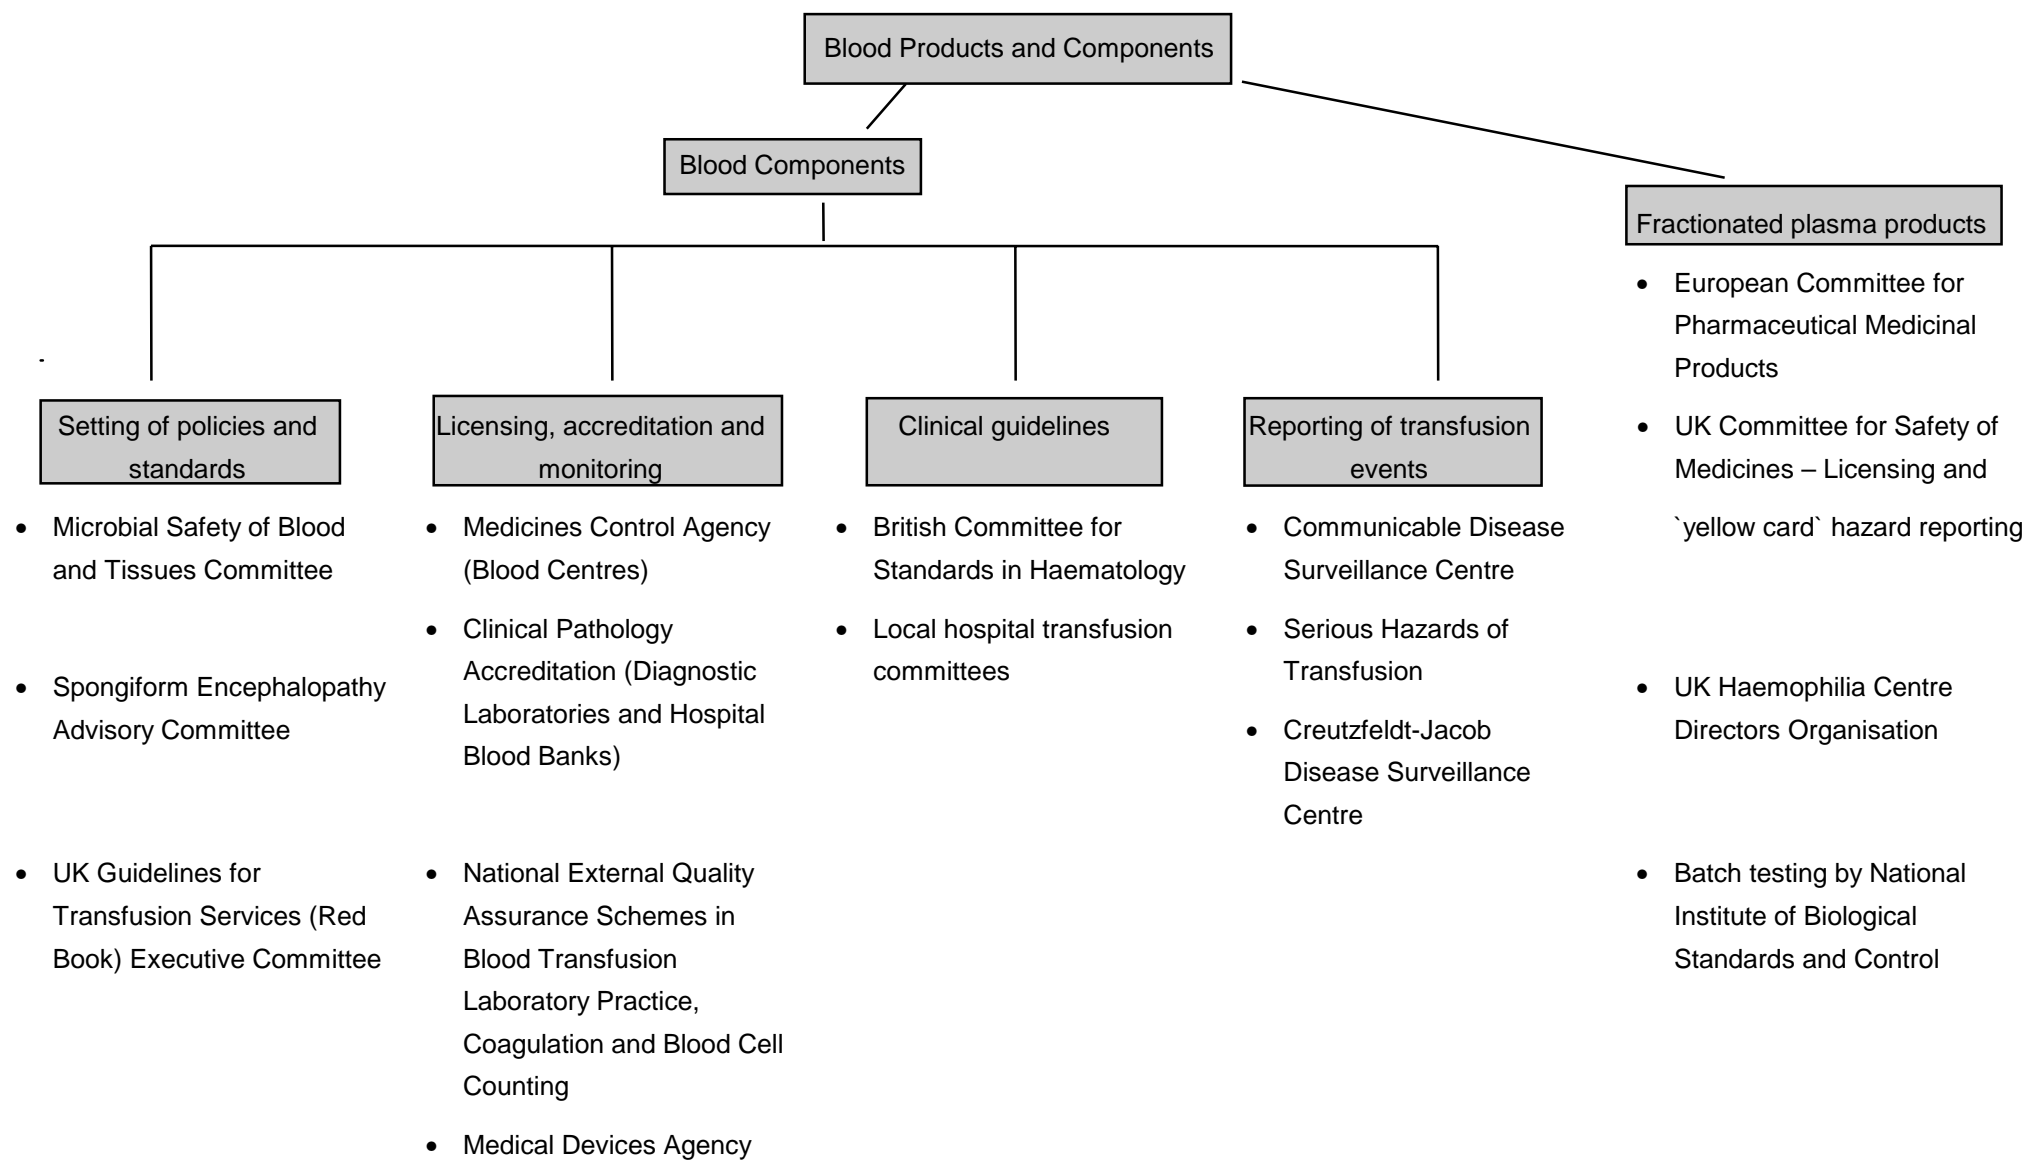 Blood Products and Components
Blood Components
Fractionated plasma products
• European Committee for
Pharmaceutical Medicinal
Products
• UK Committee for Safety of
Medicines – Licensing and
`yellow card` hazard reporting
• UK Haemophilia Centre
Directors Organisation
• Batch testing by National
Institute of Biological
Standards and Control
-
Setting of policies and
standards
• Microbial Safety of Blood
and Tissues Committee
• Spongiform Encephalopathy
Advisory Committee
• UK Guidelines for
Transfusion Services (Red
Book) Executive Committee
Licensing, accreditation and
monitoring
• Medicines Control Agency
(Blood Centres)
• Clinical Pathology
Accreditation (Diagnostic
Laboratories and Hospital
Blood Banks)
• National External Quality
Assurance Schemes in
Blood Transfusion
Laboratory Practice,
Coagulation and Blood Cell
Counting
• Medical Devices Agency
Clinical guidelines
• British Committee for
Standards in Haematology
• Local hospital transfusion
committees
Reporting of transfusion
events
• Communicable Disease
Surveillance Centre
• Serious Hazards of
Transfusion
• Creutzfeldt-Jacob
Disease Surveillance
Centre